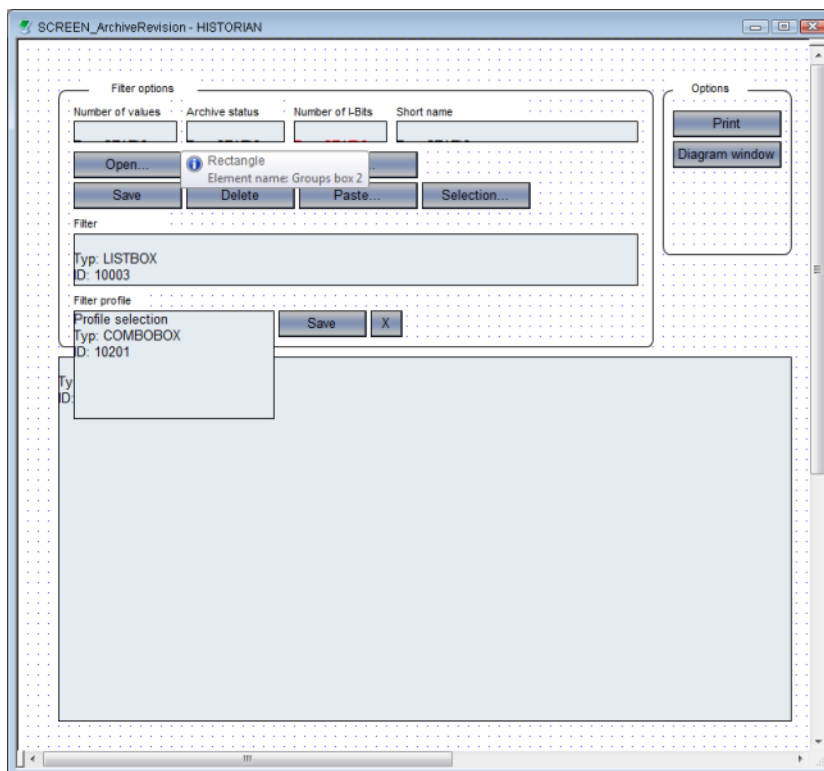 SCREEN_ArchiveRevision - HISTORIAN
Filter options
Options
Number of values Archive status Number of I-Bits Short name
Print
Open...
Rectangle
Element name: Groups box 2
Diagram window
Save Delete Paste... Selection...
Filter
Typ: LISTBOX
ID: 10003
Filter profile
Profile selection
Typ: COMBOBOX
ID: 10201
Save X
Ty
ID: